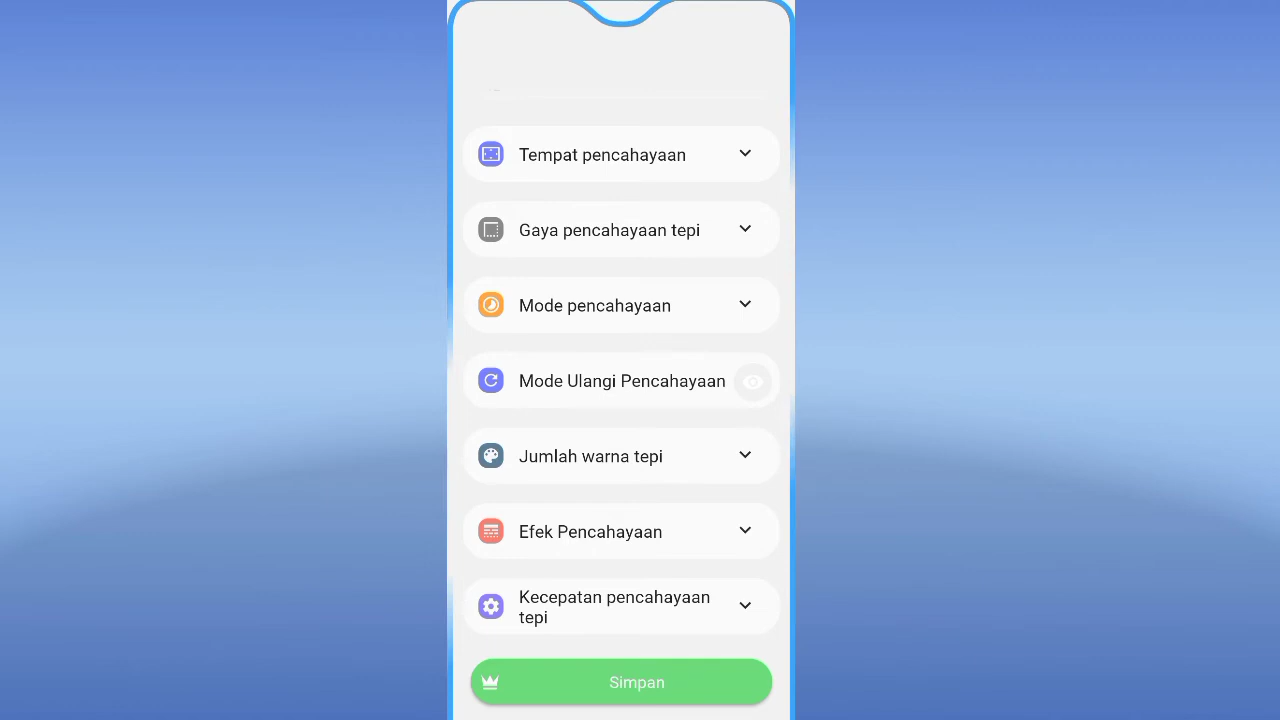 Tempat pencahayaan
Gaya pencahayaan tepi
Mode pencahayaan
Mode Ulangi Pencahayaan
Jumlah warna tepi
Efek Pencahayaan
Kecepatan pencahayaan
tepi
Simpan